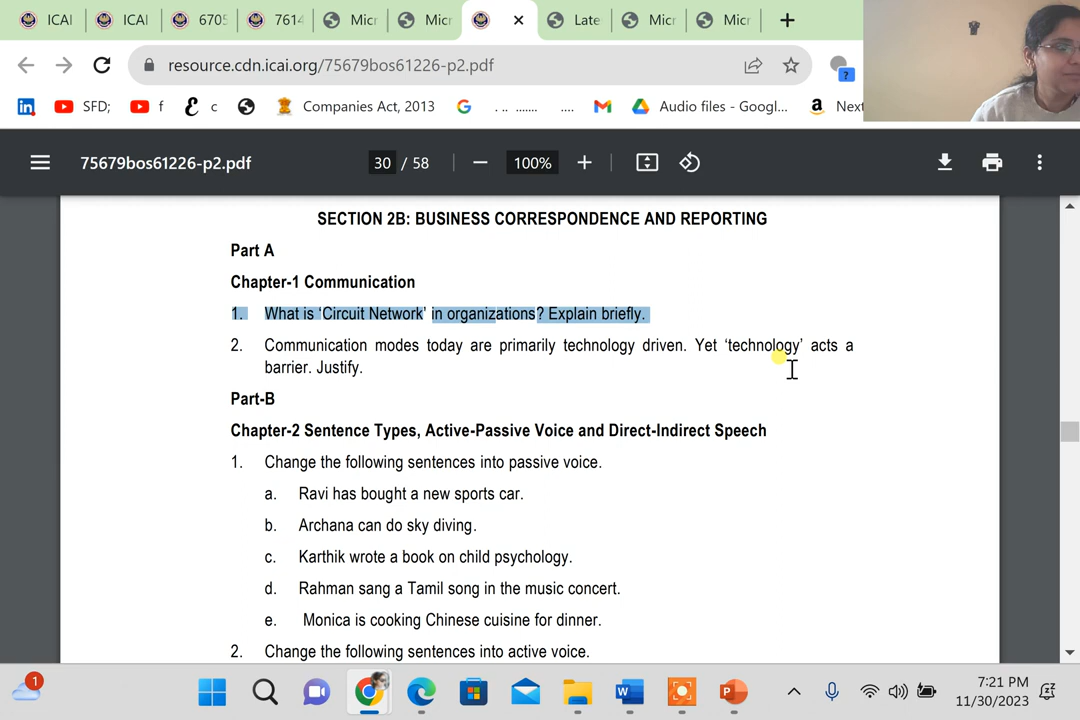 ICAI ICAI 6705 7614 Micr Micr Late Micr Micr
resource.cdn.icai.org/75679bos61226-p2.pdf
SFD; f c Companies Act, 2013 . .. ....... .... Audio files - Googl... Next
75679bos61226-p2.pdf 30 / 58 100%
SECTION 2B: BUSINESS CORRESPONDENCE AND REPORTING
Part A
Chapter-1 Communication
1. What is ‘Circuit Network’ in organizations? Explain briefly.
2. Communication modes today are primarily technology driven. Yet ‘technology’ acts a
barrier. Justify.
Part-B
Chapter-2 Sentence Types, Active-Passive Voice and Direct-Indirect Speech
1. Change the following sentences into passive voice.
a. Ravi has bought a new sports car.
b. Archana can do sky diving.
c. Karthik wrote a book on child psychology.
d. Rahman sang a Tamil song in the music concert.
e. Monica is cooking Chinese cuisine for dinner.
2. Change the following sentences into active voice.
1
7:21 PM
11/30/2023